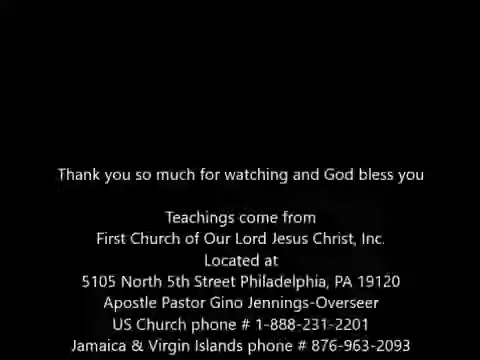 Thank you so much for watching and God bless you
Teachings come from
First Church of Our Lord Jesus Christ, Inc.
Located at
5105 North 5th Street Philadelphia, PA 19120
Apostle Pastor Gino Jennings-Overseer
US Church phone # 1-888-231-2201
Jamaica & Virgin Islands phone # 876-963-2093